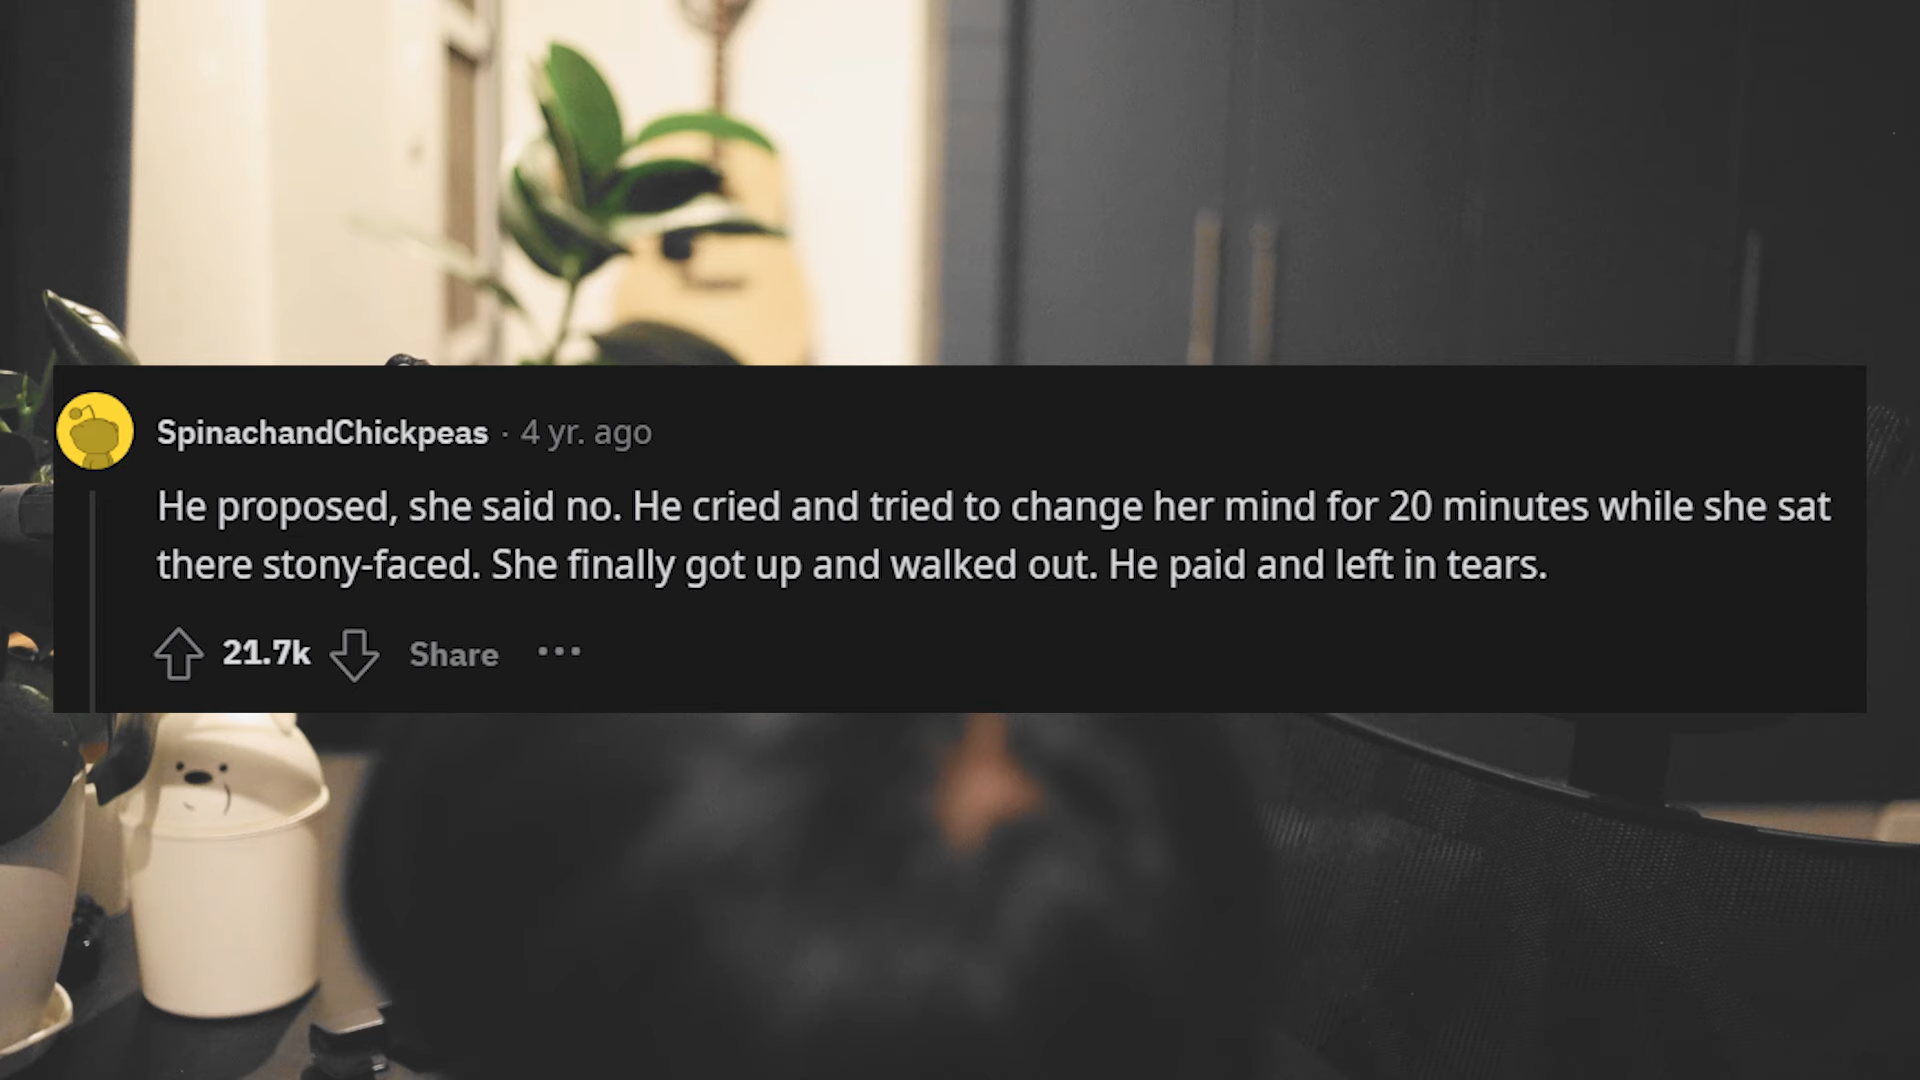 SpinachandChickpeas · 4 yr. ago
He proposed, she said no. He cried and tried to change her mind for 20 minutes while she sat
there stony-faced. She finally got up and walked out. He paid and left in tears.
21.7k Share ···